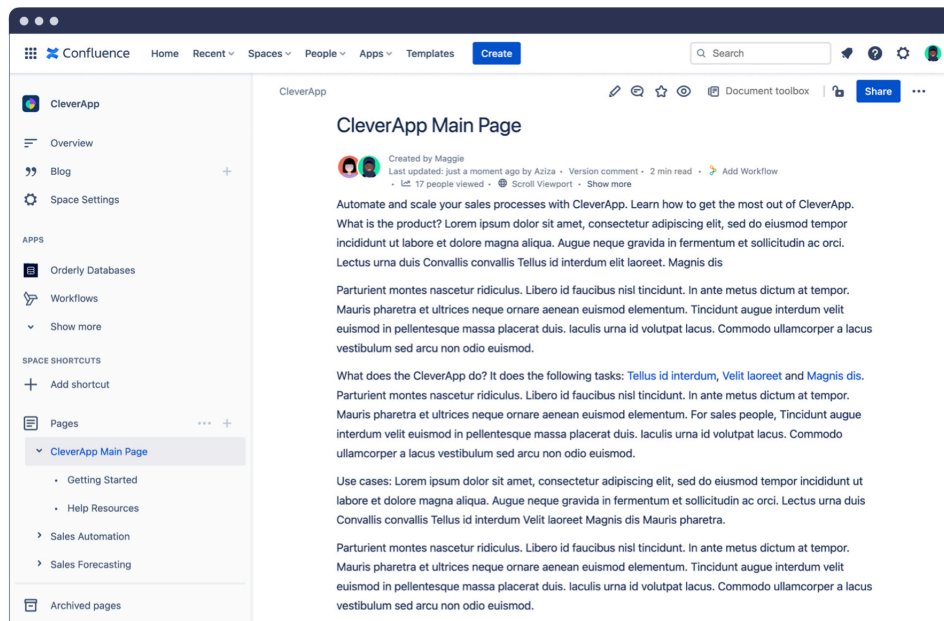 Confluence Home Recent Spaces People Apps Templates Create Search
CleverApp
Overview
Blog
Space Settings
APPS
Orderly Databases
Workflows
Show more
SPACE SHORTCUTS
Add shortcut
Pages
CleverApp Main Page
Getting Started
Help Resources
Sales Automation
Sales Forecasting
Archived pages
CleverApp Document toolbox Share
CleverApp Main Page
Created by Maggie
Last updated: just a moment ago by Aziza • Version comment • 2 min read • Add Workflow
• 17 people viewed • Scroll Viewport • Show more
Automate and scale your sales processes with CleverApp. Learn how to get the most out of CleverApp.
What is the product? Lorem ipsum dolor sit amet, consectetur adipiscing elit, sed do eiusmod tempor
incididunt ut labore et dolore magna aliqua. Augue neque gravida in fermentum et sollicitudin ac orci.
Lectus urna duis Convallis convallis Tellus id interdum elit laoreet. Magnis dis
Parturient montes nascetur ridiculus. Libero id faucibus nisl tincidunt. In ante metus dictum at tempor.
Mauris pharetra et ultrices neque ornare aenean euismod elementum. Tincidunt augue interdum velit
euismod in pellentesque massa placerat duis. Iaculis urna id volutpat lacus. Commodo ullamcorper a lacus
vestibulum sed arcu non odio euismod.
What does the CleverApp do? It does the following tasks: Tellus id interdum, Velit laoreet and Magnis dis.
Parturient montes nascetur ridiculus. Libero id faucibus nisl tincidunt. In ante metus dictum at tempor.
Mauris pharetra et ultrices neque ornare aenean euismod elementum. For sales people, Tincidunt augue
interdum velit euismod in pellentesque massa placerat duis. Iaculis urna id volutpat lacus. Commodo
ullamcorper a lacus vestibulum sed arcu non odio euismod.
Use cases: Lorem ipsum dolor sit amet, consectetur adipiscing elit, sed do eiusmod tempor incididunt ut
labore et dolore magna aliqua. Augue neque gravida in fermentum et sollicitudin ac orci. Lectus urna duis
Convallis convallis Tellus id interdum Velit laoreet Magnis dis Mauris pharetra.
Parturient montes nascetur ridiculus. Libero id faucibus nisl tincidunt. In ante metus dictum at tempor.
Mauris pharetra et ultrices neque ornare aenean euismod elementum. Tincidunt augue interdum velit
euismod in pellentesque massa placerat duis. Iaculis urna id volutpat lacus. Commodo ullamcorper a lacus
vestibulum sed arcu non odio euismod.